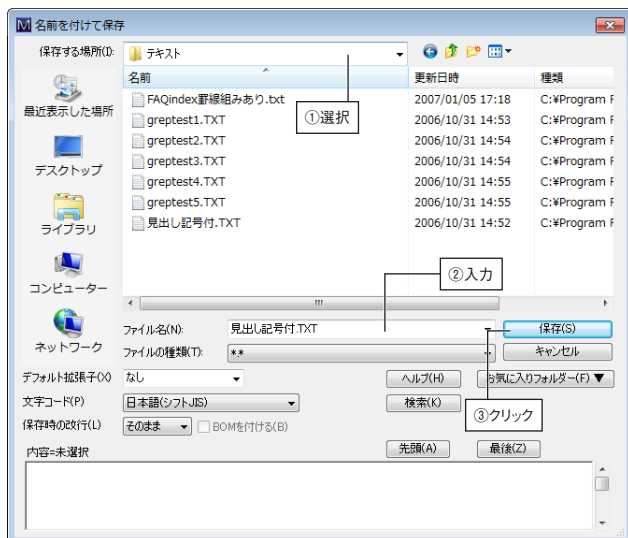 名前を付けて保存
保存する場所(I):
テキスト
名前 更新日時 種類
FAQindex罫線組みあり.txt 2007/01/05 17:18 C:¥Program F
greptest1.TXT 2006/10/31 14:53 C:¥Program F
greptest2.TXT 2006/10/31 14:54 C:¥Program F
greptest3.TXT 2006/10/31 14:54 C:¥Program F
greptest4.TXT 2006/10/31 14:55 C:¥Program F
greptest5.TXT 2006/10/31 14:55 C:¥Program F
見出し記号付.TXT 2006/10/31 14:52 C:¥Program F
①選択
最近表示した場所
デスクトップ
ライブラリ
コンピューター
ネットワーク
②入力
ファイル名(N): 見出し記号付.TXT 保存(S)
ファイルの種類(T): *.* キャンセル
デフォルト拡張子(X) なし ヘルプ(H) お気に入りフォルダー(F)▼
文字コード(P) 日本語(シフトJIS) 検索(K)
③クリック
保存時の改行(L) そのまま BOMを付ける(B)
内容=未選択 先頭(A) 最後(Z)